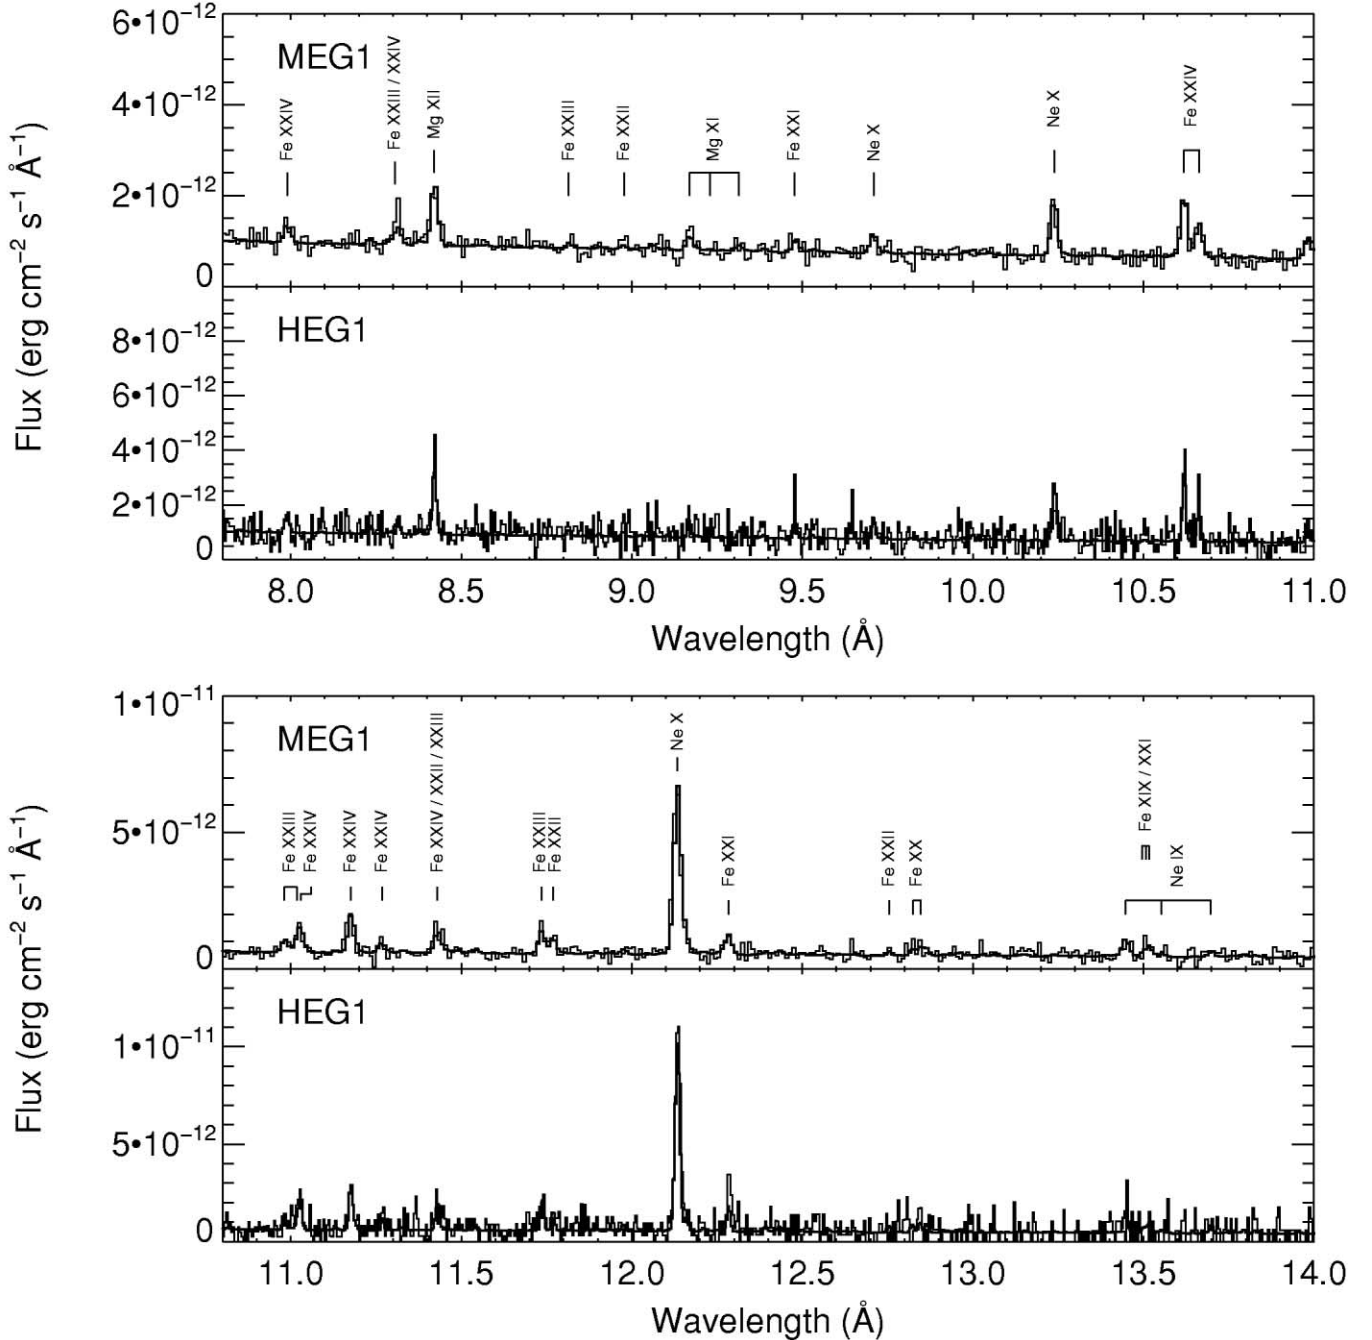 6•10⁻¹²
MEG1
Fe XXIV
Fe XXIII / XXIV
Mg XII
Fe XXIII
Fe XXII
Mg XI
Fe XXI
Ne X
Ne X
Fe XXIV
4•10⁻¹²
2•10⁻¹²
0
HEG1
8•10⁻¹²
6•10⁻¹²
4•10⁻¹²
2•10⁻¹²
0
Flux (erg cm⁻² s⁻¹ Å⁻¹)
8.0 8.5 9.0 9.5 10.0 10.5 11.0
Wavelength (Å)
1•10⁻¹¹
MEG1
Fe XXIII
Fe XXIV
Fe XXIV
Fe XXIV
Fe XXIV / XXII / XXIII
Fe XXIII
Fe XXII
Ne X
Fe XXI
Fe XXII
Fe XX
Fe XIX / XXI
Ne IX
5•10⁻¹²
0
HEG1
1•10⁻¹¹
5•10⁻¹²
0
Flux (erg cm⁻² s⁻¹ Å⁻¹)
11.0 11.5 12.0 12.5 13.0 13.5 14.0
Wavelength (Å)